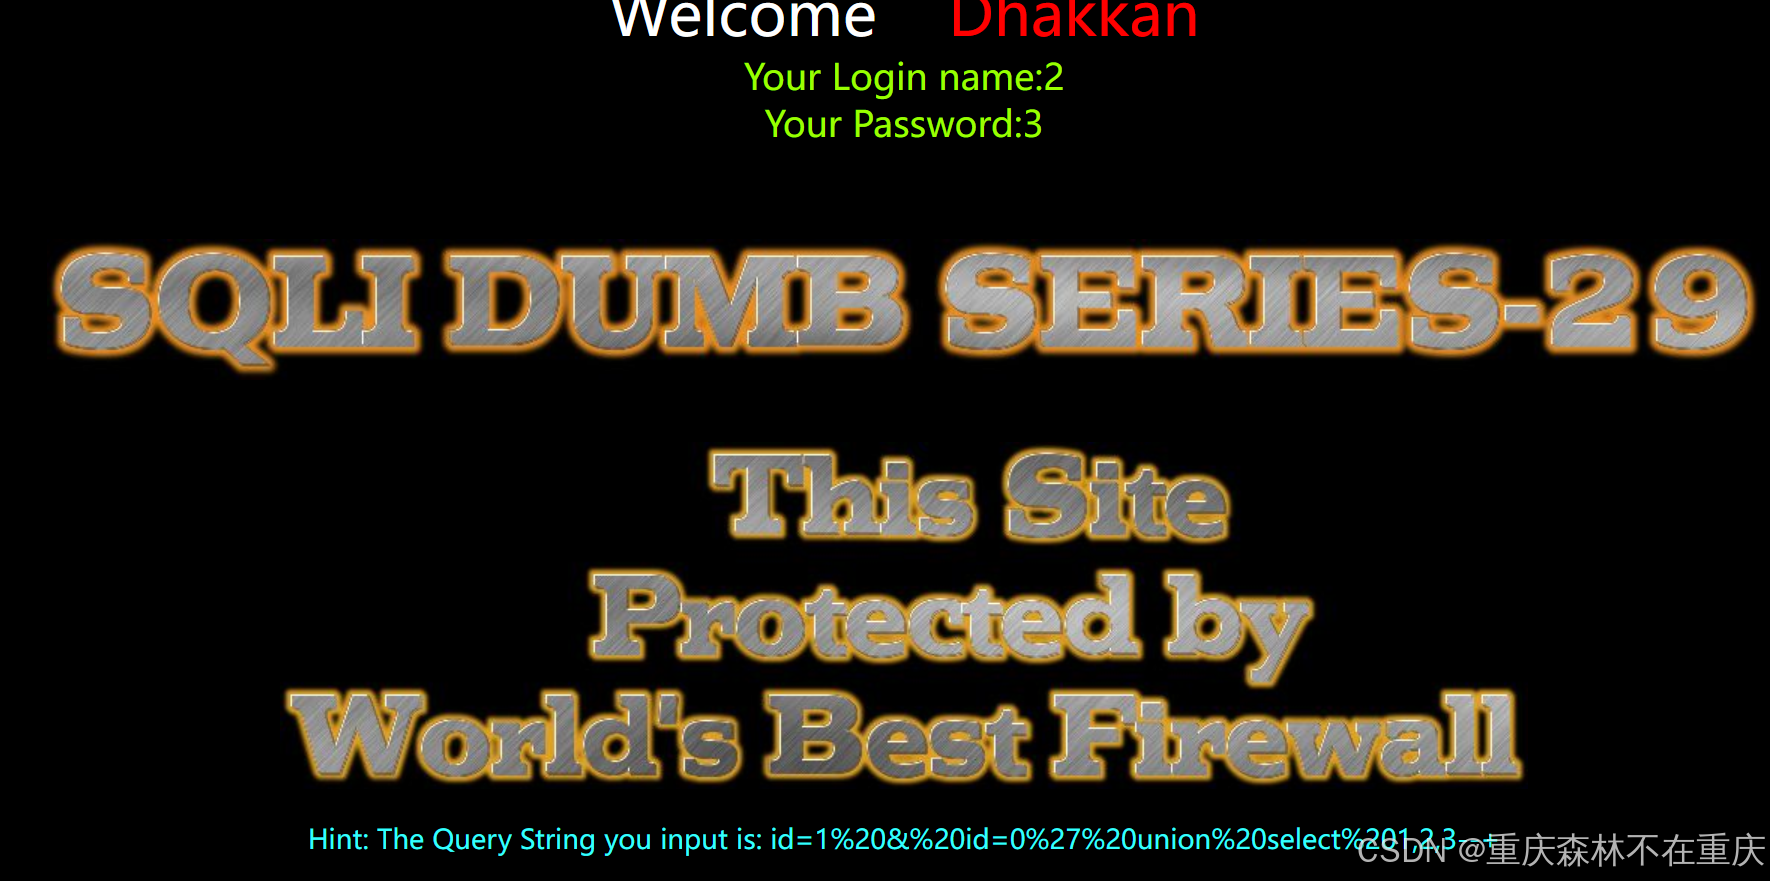 Welcome Dhakkan
Your Login name:2
Your Password:3
SQLI DUMB SERIES-29
This Site
Protected by
World's Best Firewall
Hint: The Query String you input is: id=1%20&%20id=0%27%20union%20select%201,2,3--+
CSDN @重庆森林不在重庆